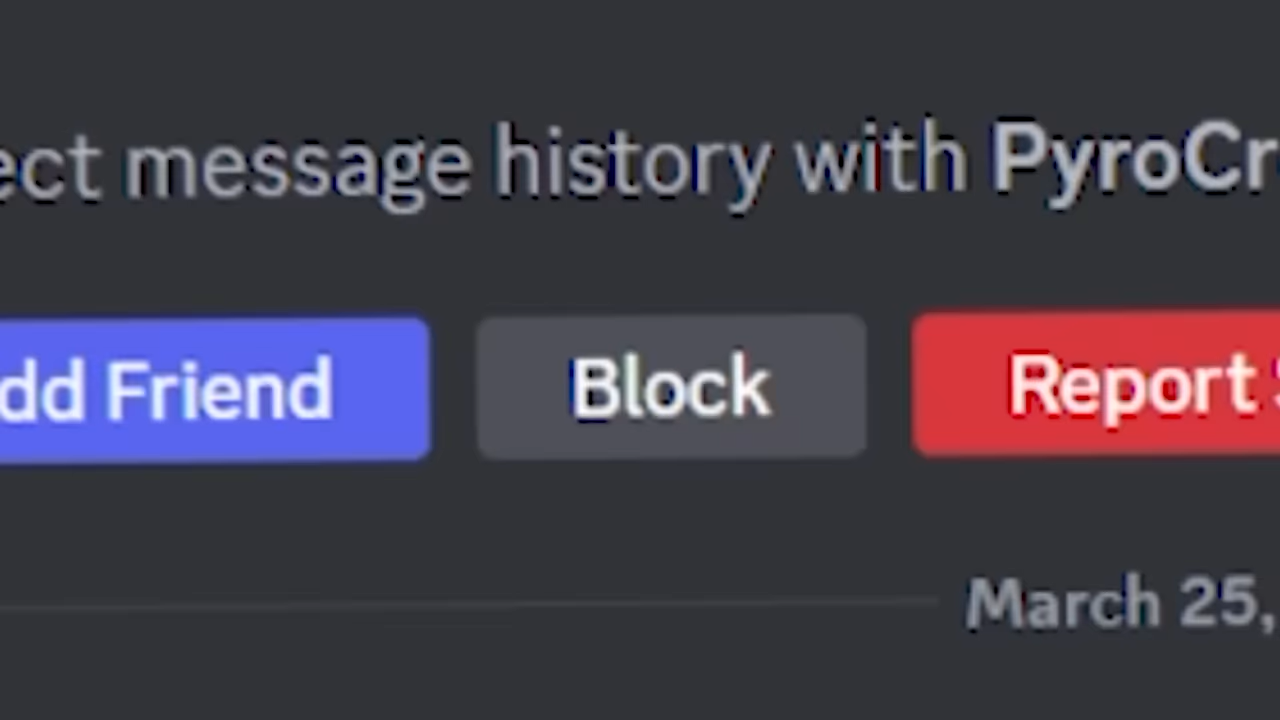 ect message history with PyroCr
dd Friend Block Report
March 25,